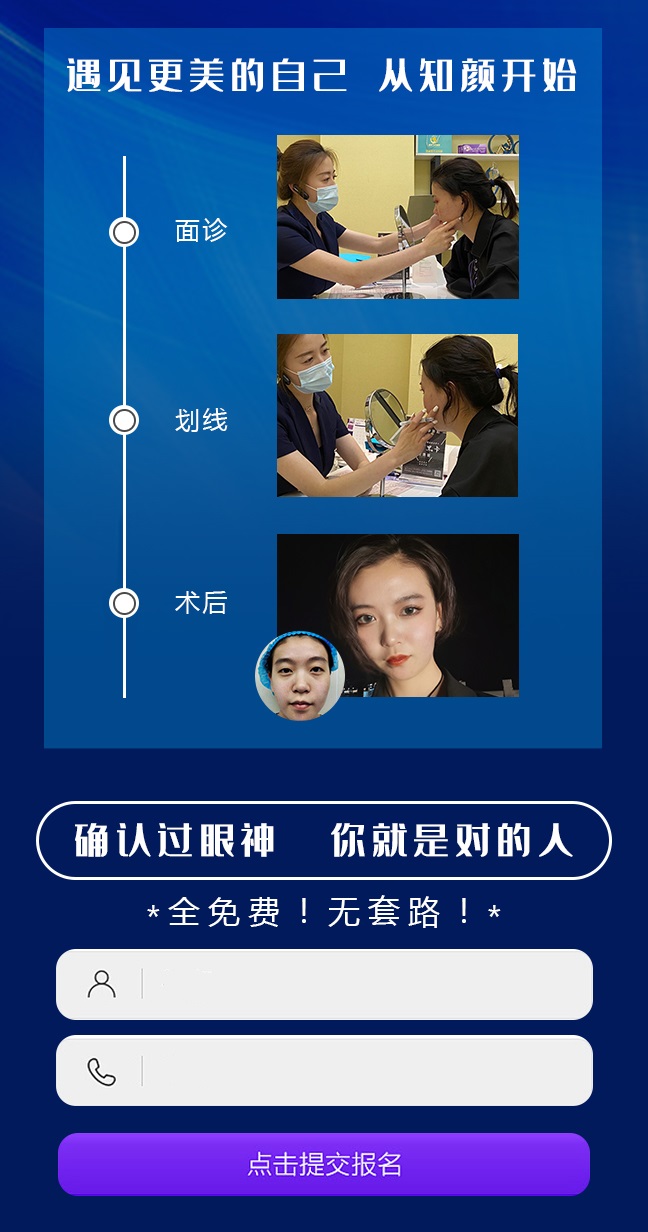 遇见更美的自己 从知颜开始
面诊
划线
术后
确认过眼神 你就是对的人
*全免费！无套路！*
点击提交报名